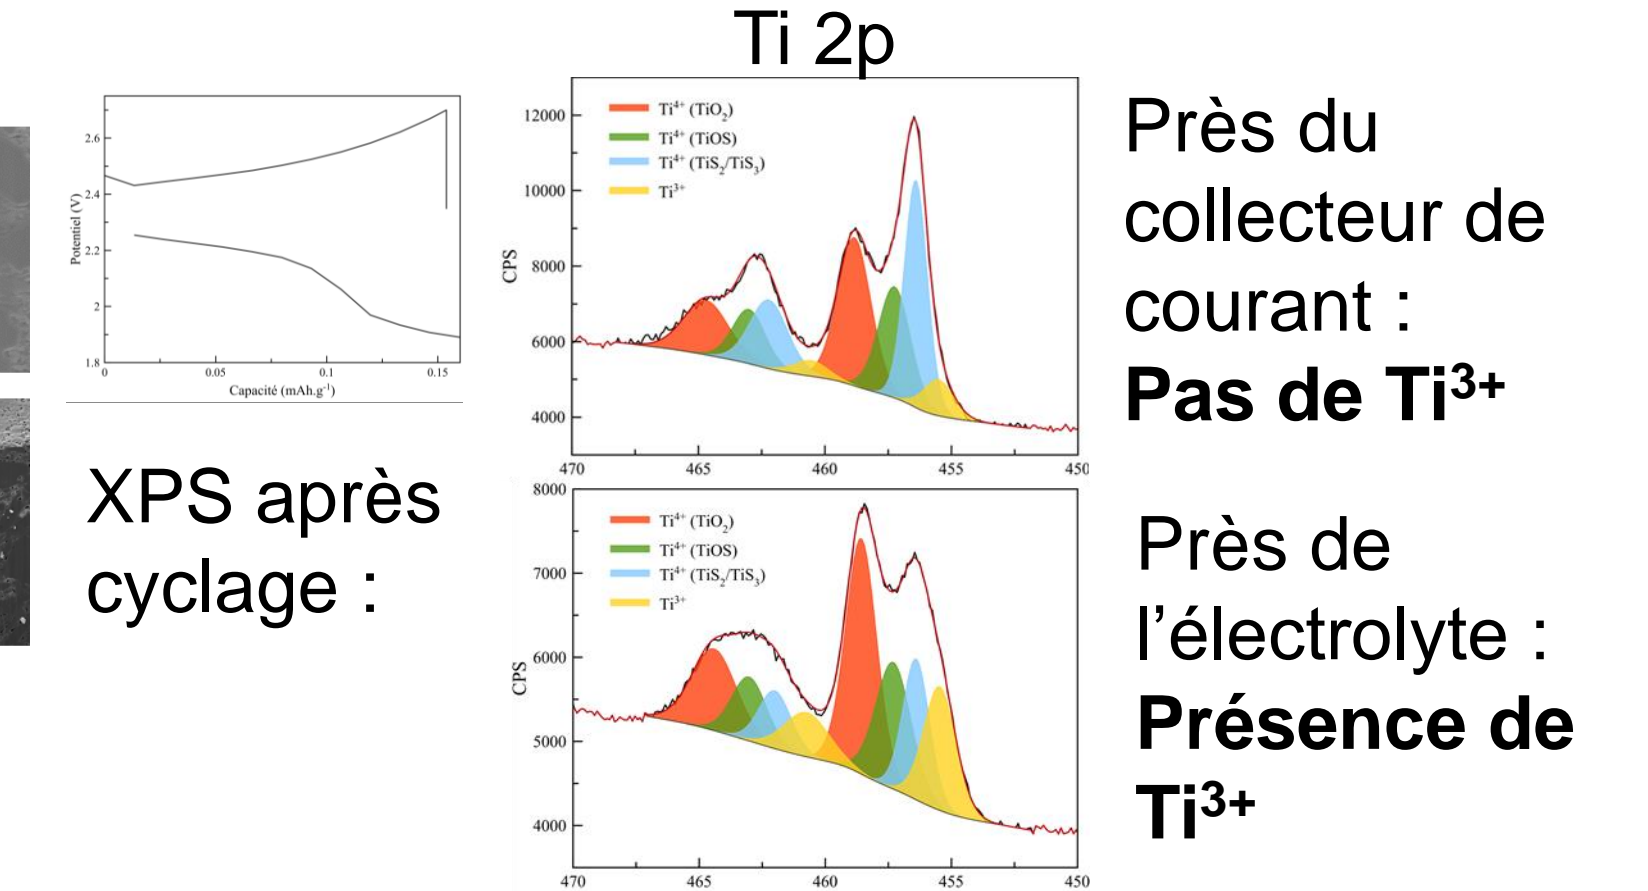 Ti 2p
2.6
2.4
2.2
2
1.8
0
0.05
0.1
0.15
Potentiel (V)
Capacité (mAh.g⁻¹)
XPS après
cyclage :
12000
10000
8000
6000
4000
CPS
Ti⁴⁺ (TiO₂)
Ti⁴⁺ (TiOS)
Ti⁴⁺ (TiS₂/TiS₃)
Ti³⁺
470
465
460
455
450
Près du
collecteur de
courant :
Pas de Ti³⁺
8000
7000
6000
5000
4000
CPS
Ti⁴⁺ (TiO₂)
Ti⁴⁺ (TiOS)
Ti⁴⁺ (TiS₂/TiS₃)
Ti³⁺
470
465
460
455
450
Près de
l’électrolyte :
Présence de
Ti³⁺